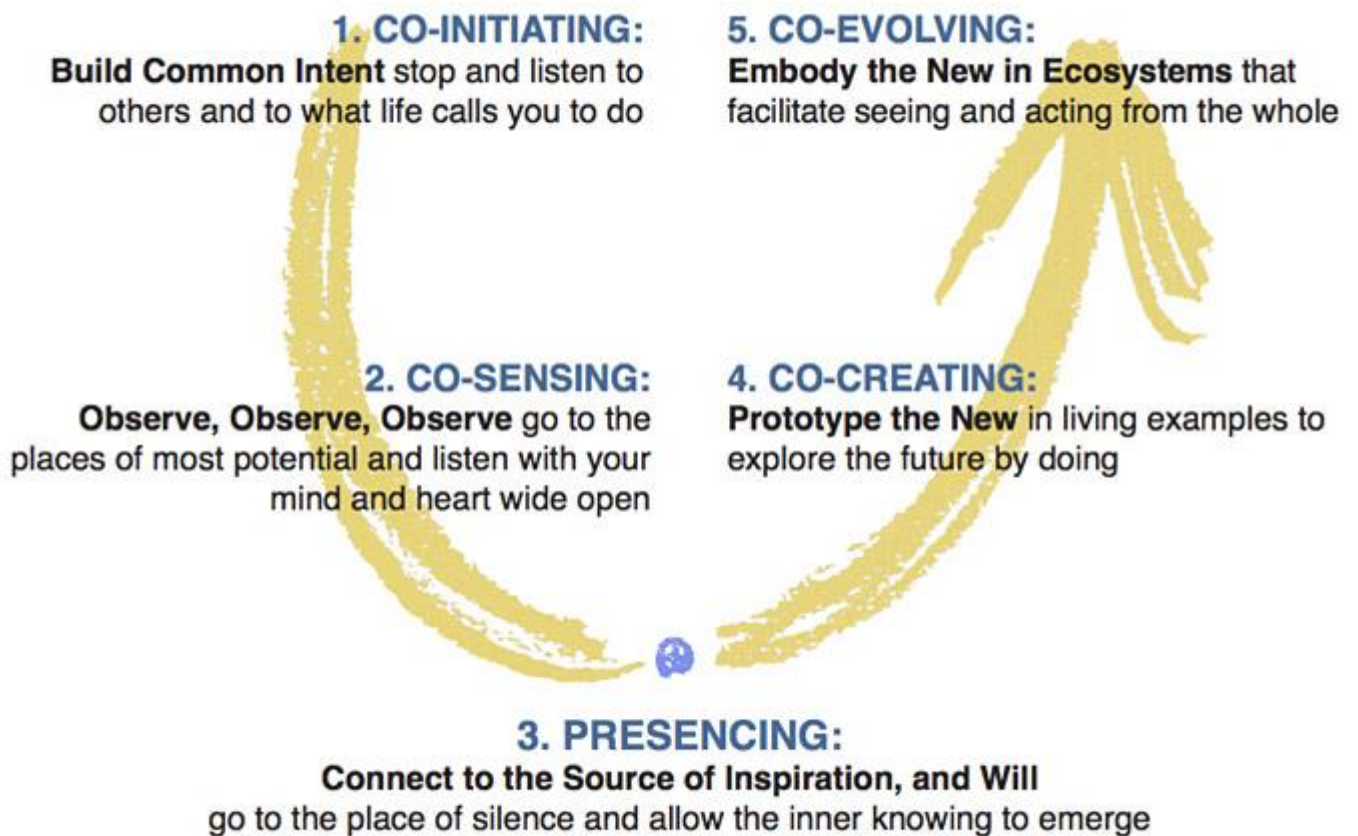 1. CO-INITIATING:
Build Common Intent stop and listen to
others and to what life calls you to do
2. CO-SENSING:
Observe, Observe, Observe go to the
places of most potential and listen with your
mind and heart wide open
3. PRESENCING:
Connect to the Source of Inspiration, and Will
go to the place of silence and allow the inner knowing to emerge
4. CO-CREATING:
Prototype the New in living examples to
explore the future by doing
5. CO-EVOLVING:
Embody the New in Ecosystems that
facilitate seeing and acting from the whole